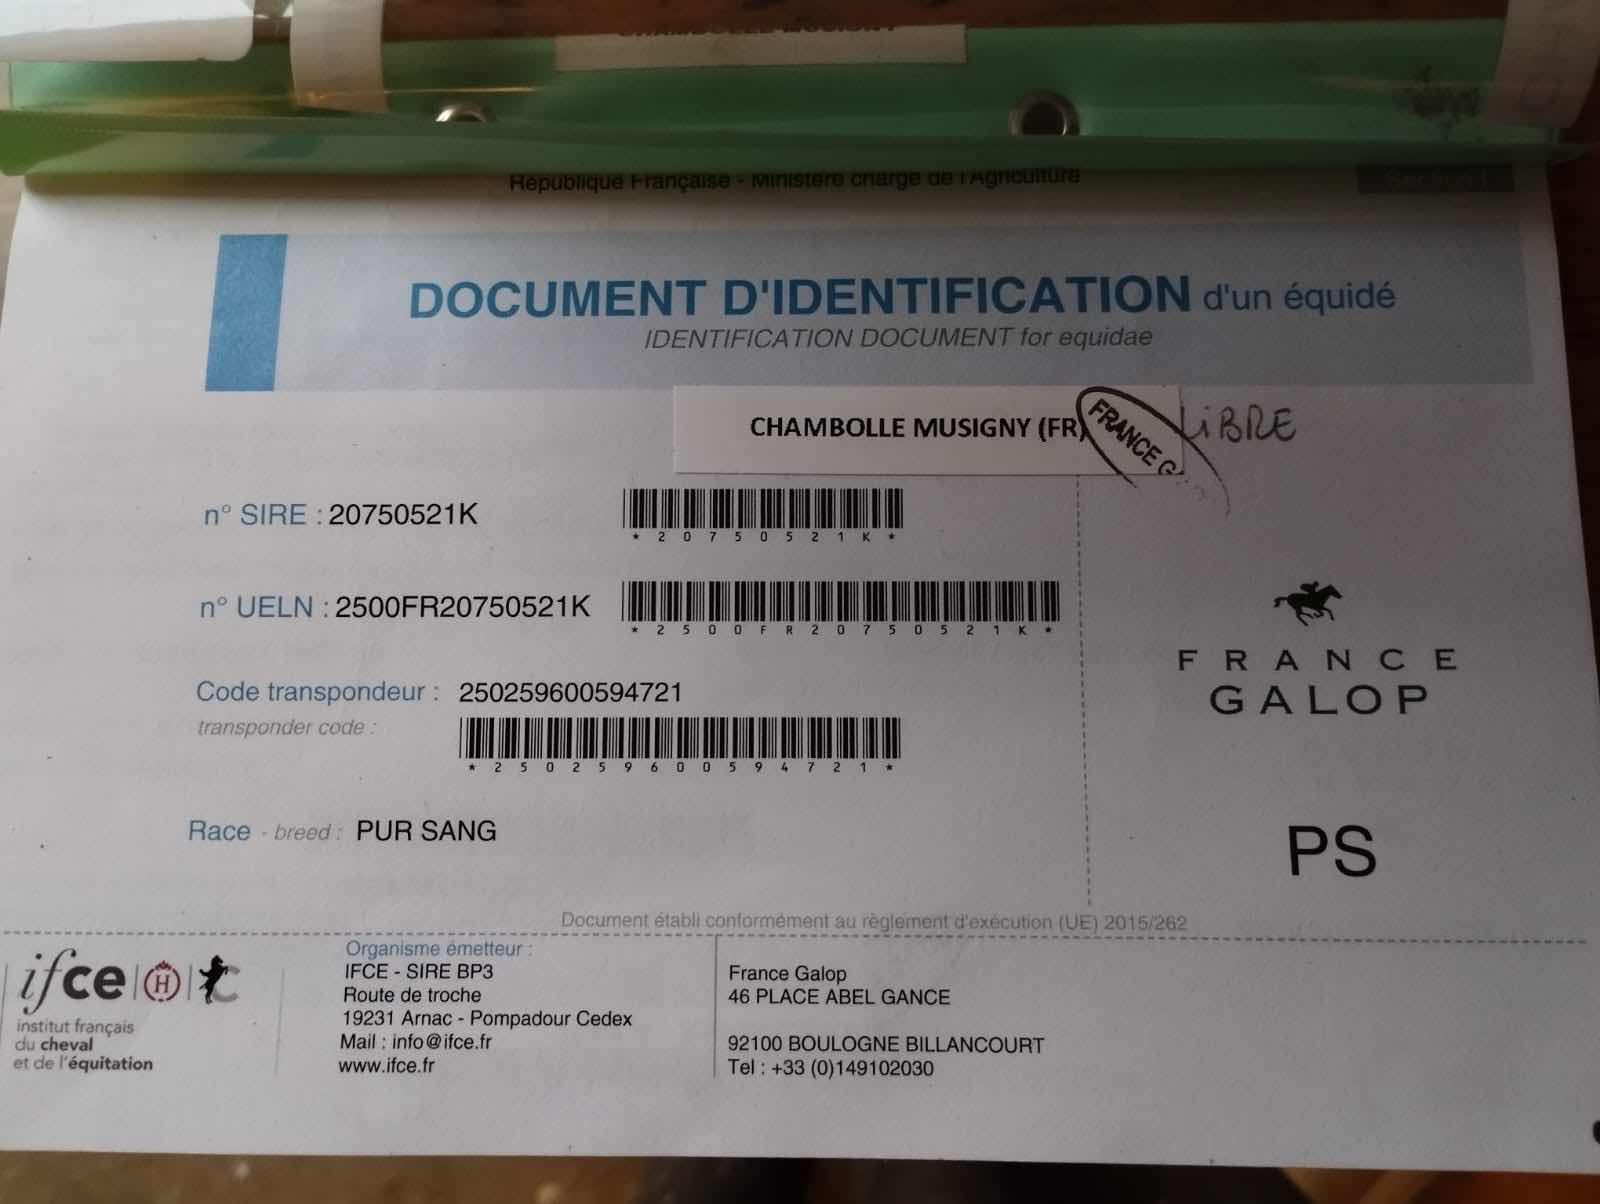 CHAMBOLLE MUSIGNY
République Française - Ministère chargé de l'Agriculture
DOCUMENT D'IDENTIFICATION d'un équidé
IDENTIFICATION DOCUMENT for equidae
CHAMBOLLE MUSIGNY (FR)
FRANCE G
LiBRE
n° SIRE : 20750521K
*20750521K*
n° UELN : 2500FR20750521K
*2500FR20750521K*
Code transpondeur : 250259600594721
transponder code :
*250259600594721*
FRANCE
GALOP
Race - breed : PUR SANG
PS
Document établi conformément au règlement d'exécution (UE) 2015/262
ifce H C
institut français
du cheval
et de l'équitation
Organisme émetteur :
IFCE - SIRE BP3
Route de troche
19231 Arnac - Pompadour Cedex
Mail : info@ifce.fr
www.ifce.fr
France Galop
46 PLACE ABEL GANCE
92100 BOULOGNE BILLANCOURT
Tel : +33 (0)149102030